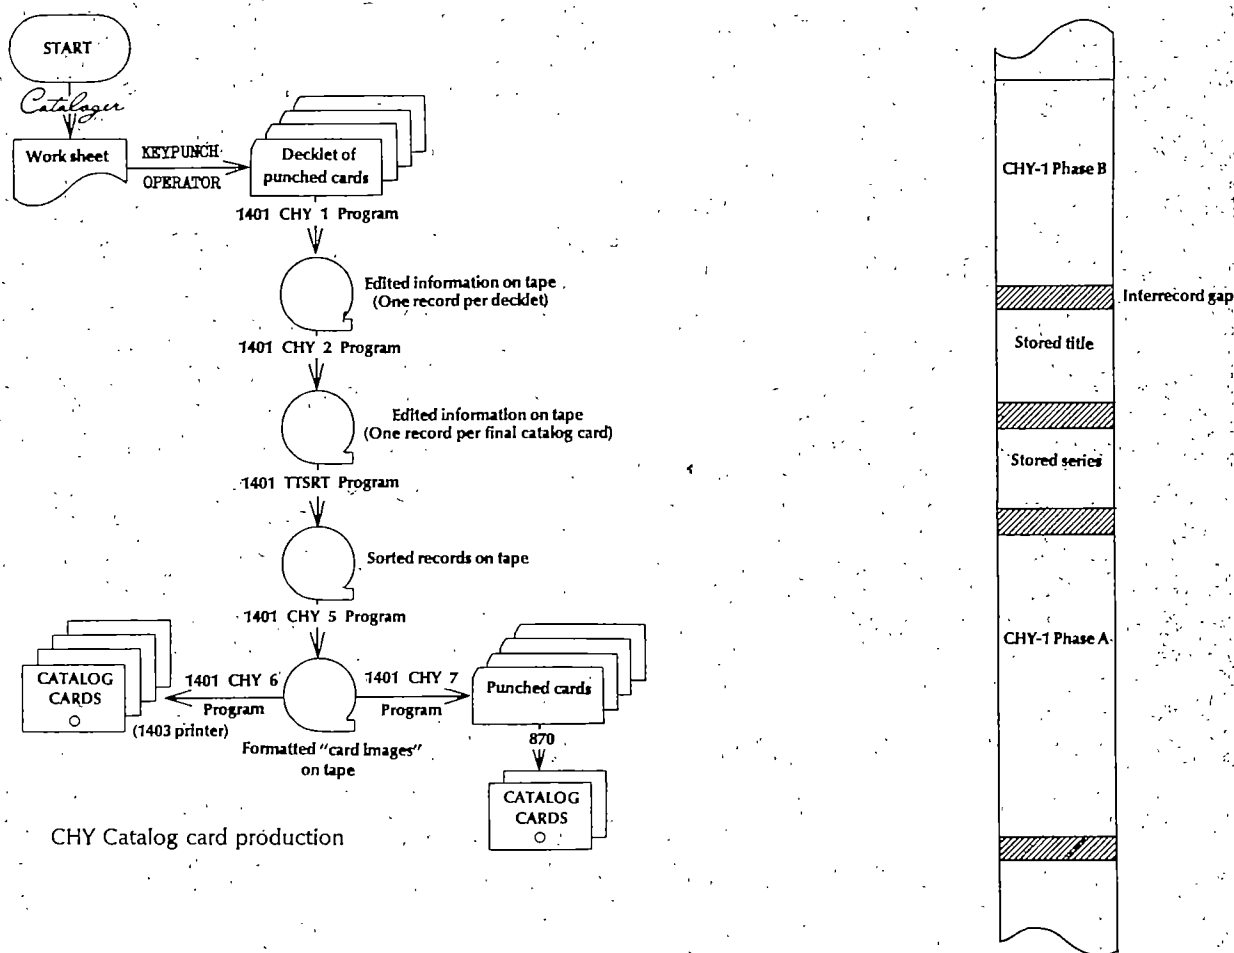 START
Cataloger
Work sheet
KEYPUNCH
OPERATOR
Decklet of
punched cards
1401 CHY 1 Program
Edited information on tape
(One record per decklet)
1401 CHY 2 Program
Edited information on tape
(One record per final catalog card)
1401 TTSRT Program
Sorted records on tape
1401 CHY 5 Program
CATALOG
CARDS
1401 CHY 6
Program
(1403 printer)
1401 CHY 7
Program
Formatted "card images"
on tape
Punched cards
870
CATALOG
CARDS
CHY Catalog card production
CHY-1 Phase B
Interrecord gap
Stored title
Stored series
CHY-1 Phase A